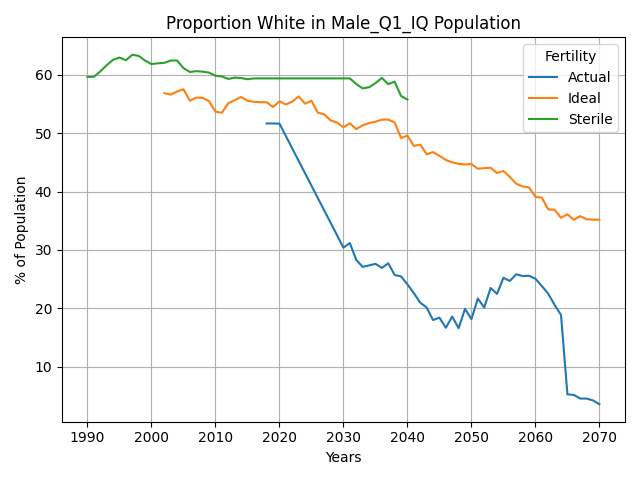 Proportion White in Male_Q1_IQ Population
Fertility
Actual
Ideal
Sterile
% of Population
60
50
40
30
20
10
1990
2000
2010
2020
2030
2040
2050
2060
2070
Years